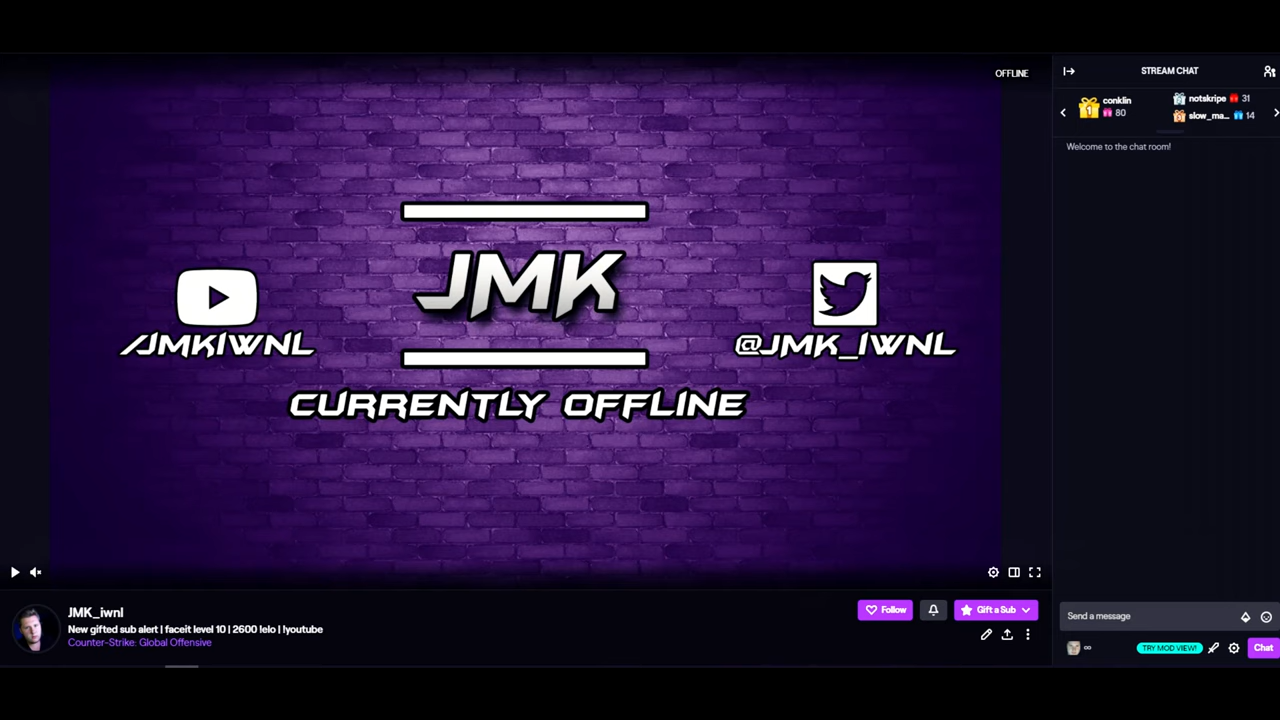 OFFLINE
STREAM CHAT
conklin
80
notskripe 31
slow_ma... 14
Welcome to the chat room!
JMK
/JMKIWNL
@JMK_IWNL
CURRENTLY OFFLINE
JMK_iwnl
New gifted sub alert | faceit level 10 | 2600 !elo | !youtube
Counter-Strike: Global Offensive
Follow
Gift a Sub
Send a message
TRY MOD VIEW!
Chat